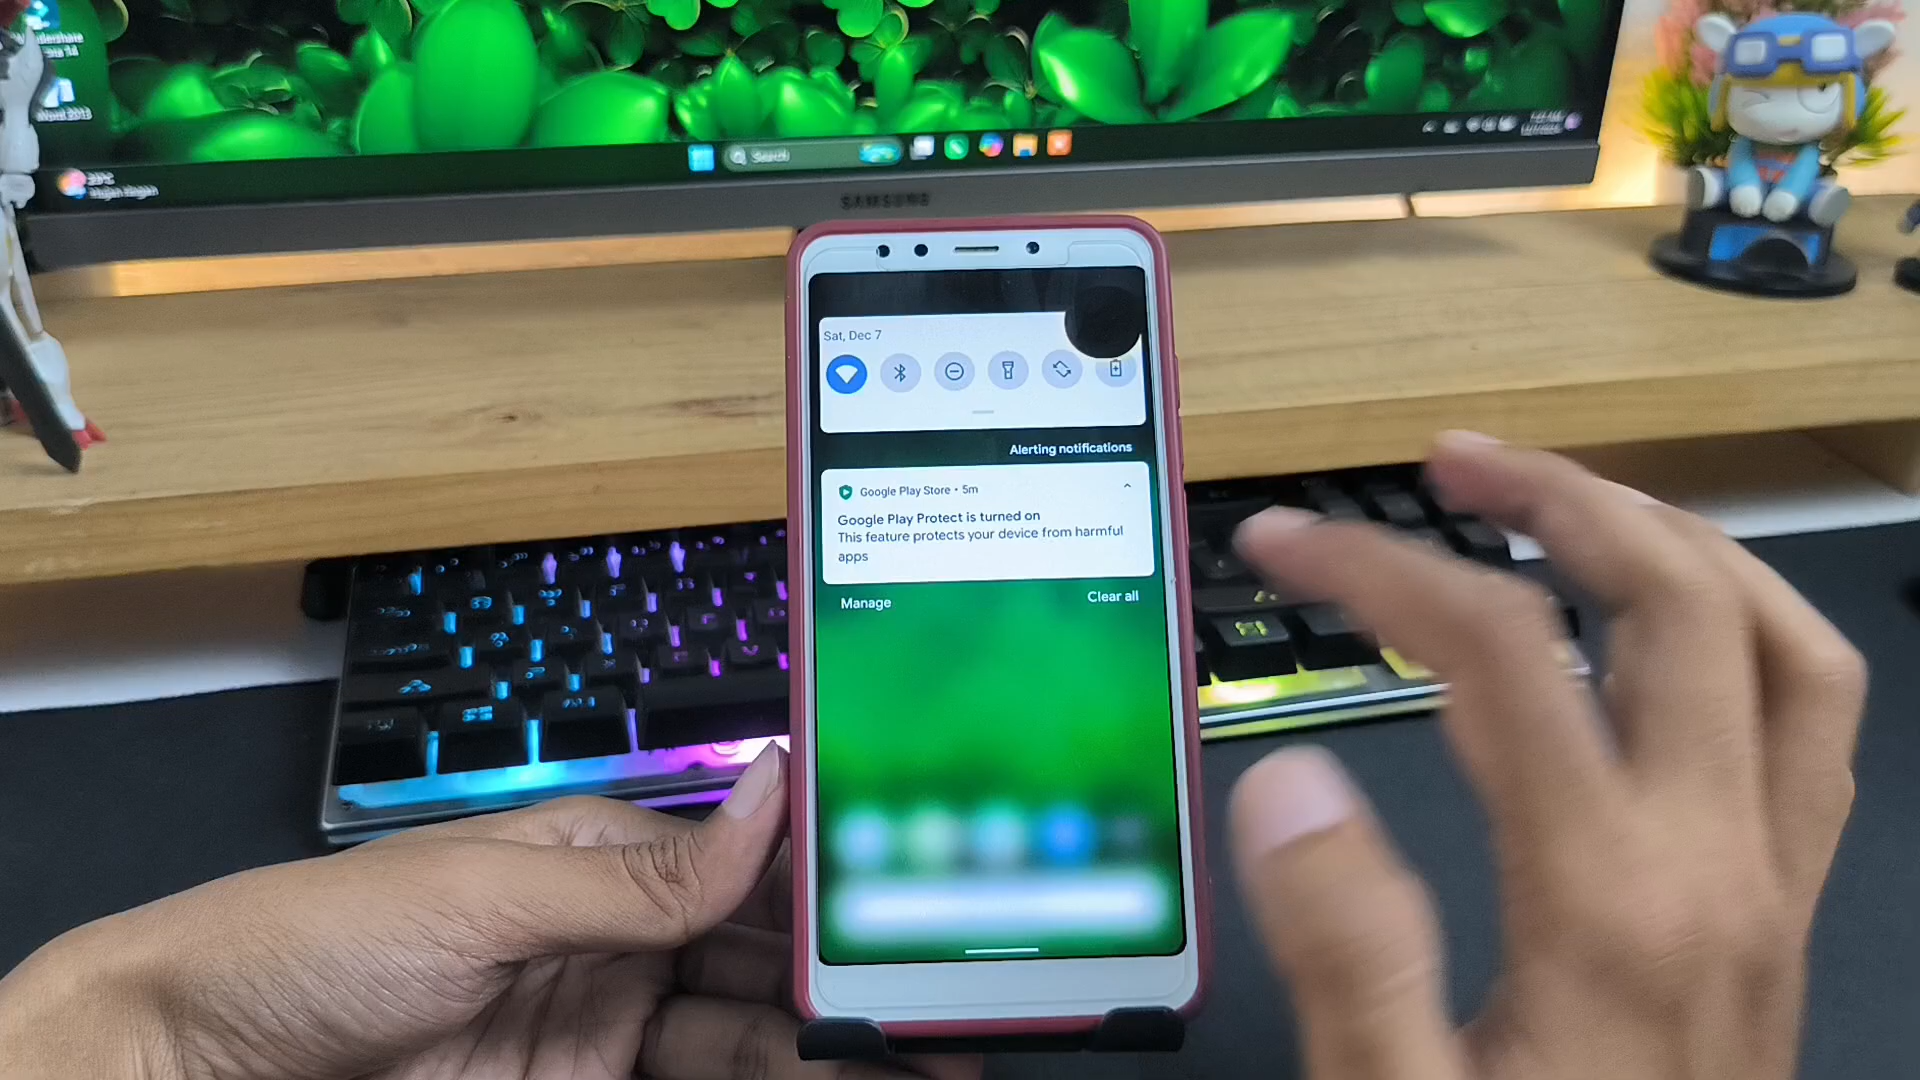 Search
SAMSUNG
Sat, Dec 7
Alerting notifications
Google Play Store • 5m
Google Play Protect is turned on
This feature protects your device from harmful
apps
Manage
Clear all